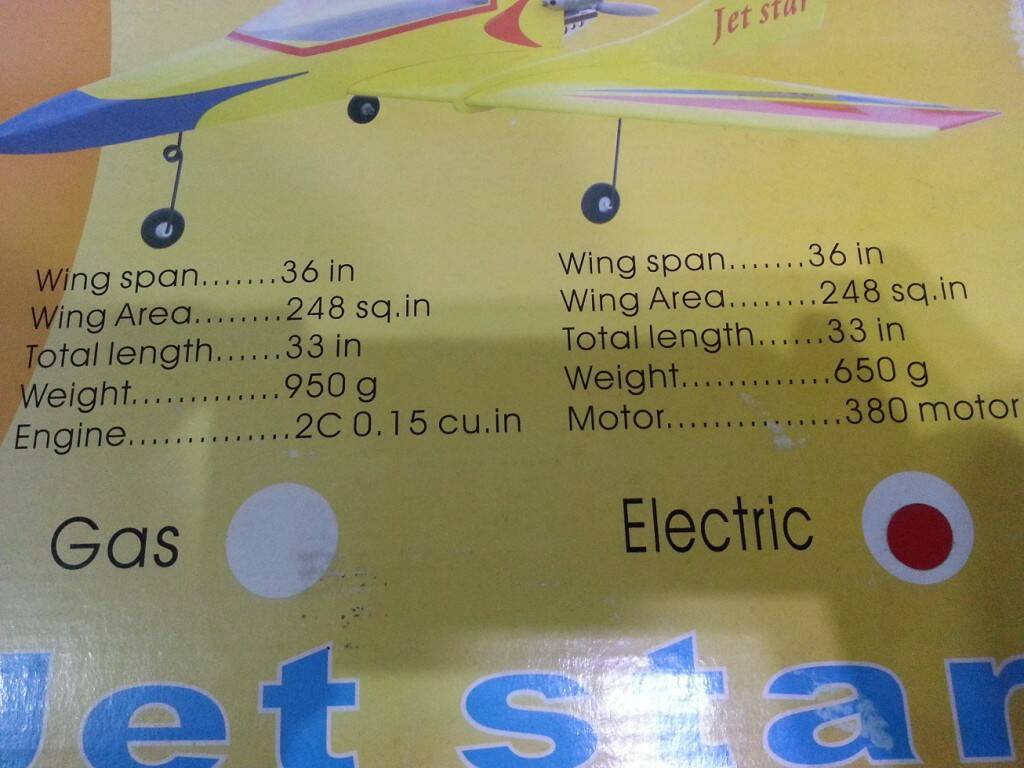 Jet star
Wing span.......36 in
Wing Area........248 sq.in
Total length......33 in
Weight.............950 g
Engine..............2C 0.15 cu.in
Gas
Wing span.......36 in
Wing Area........248 sq.in
Total length......33 in
Weight.............650 g
Motor...............380 motor
Electric
Jet star